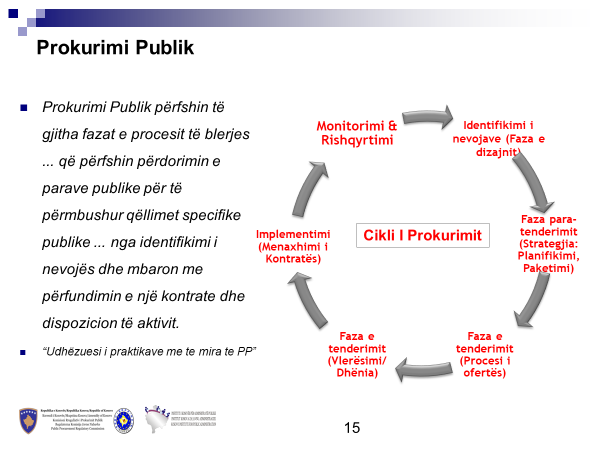 Prokurimi Publik
Prokurimi Publik përfshin të
gjitha fazat e procesit të blerjes
... që përfshin përdorimin e
parave publike për të
përmbushur qëllimet specifike
publike ... nga identifikimi i
nevojës dhe mbaron me
përfundimin e një kontrate dhe
dispozicion të aktivit.
“Udhëzuesi i praktikave me te mira te PP”
Monitorimi &
Rishqyrtimi
Identifikimi i
nevojave (Faza e
dizajnit)
Faza para-
tenderimit
(Strategjia:
Planifikimi,
Paketimi)
Faza e
tenderimit
(Procesi i
ofertës)
Faza e
tenderimit
(Vlerësimi/
Dhënia)
Implementimi
(Menaxhimi i
Kontratës)
Cikli I Prokurimit
15